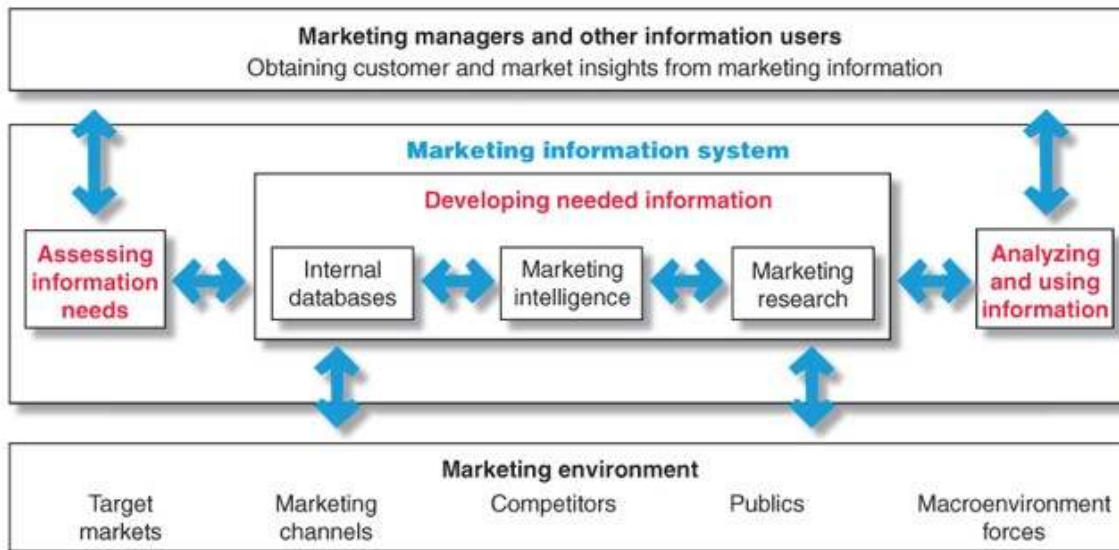 Marketing managers and other information users
Obtaining customer and market insights from marketing information
Marketing information system
Developing needed information
Assessing
information
needs
Internal
databases
Marketing
intelligence
Marketing
research
Analyzing
and using
information
Marketing environment
Target
markets
Marketing
channels
Competitors
Publics
Macroenvironment
forces